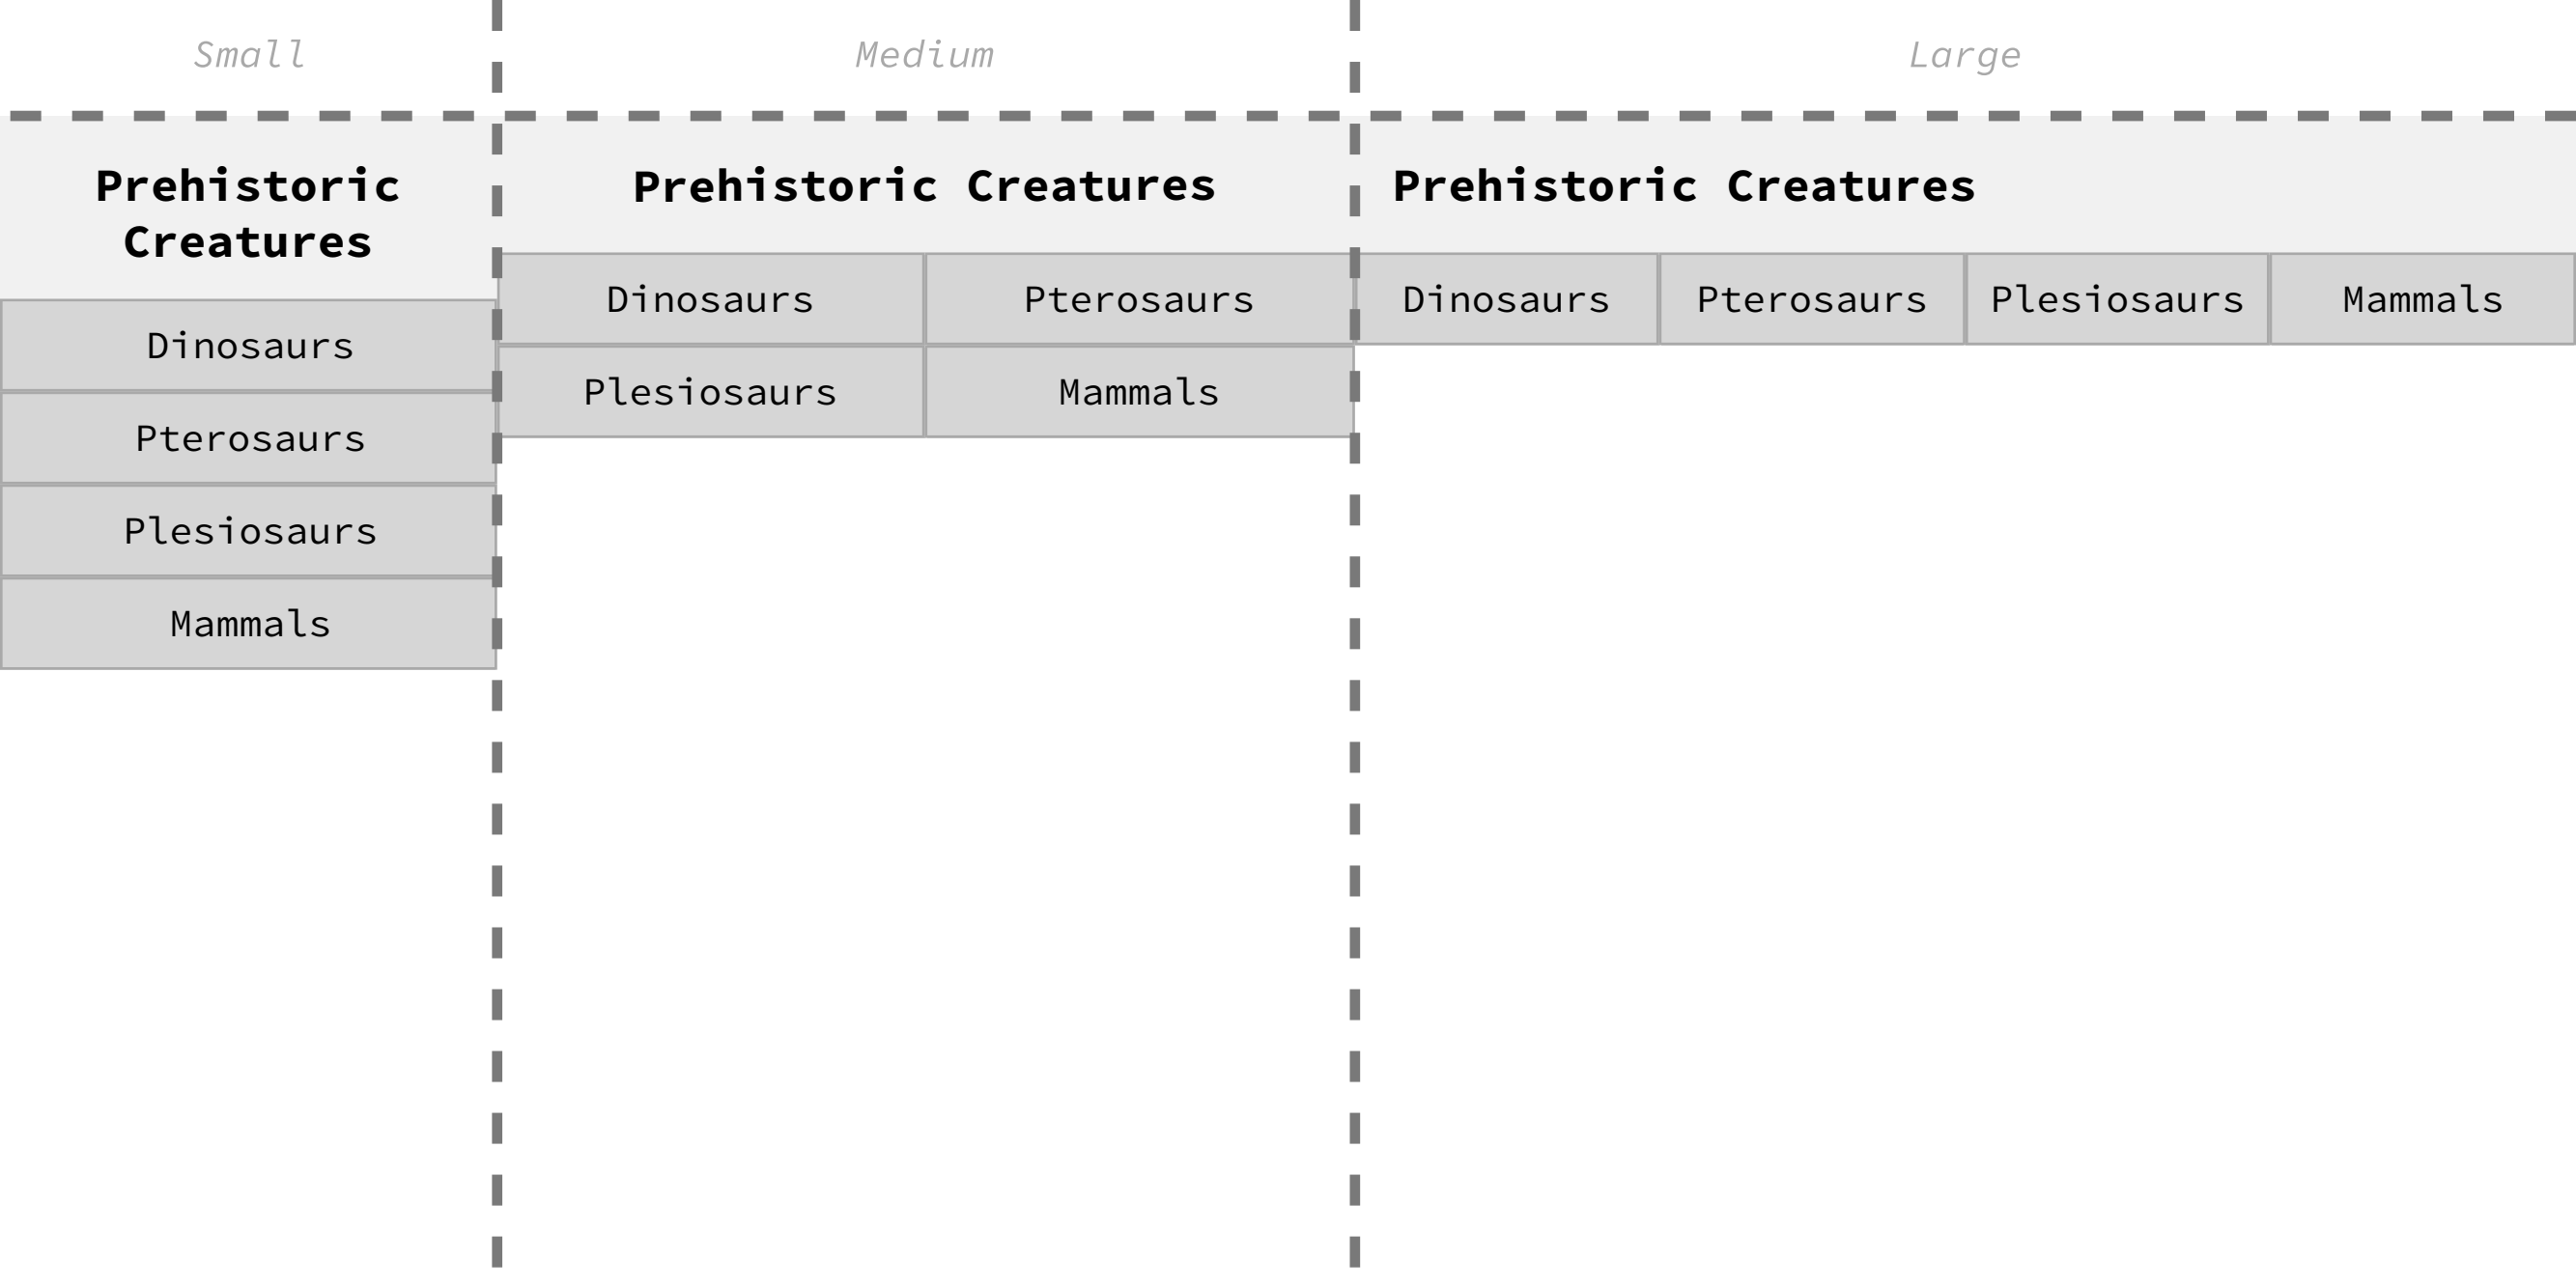 Small
Medium
Large
Prehistoric
Creatures
Dinosaurs
Pterosaurs
Plesiosaurs
Mammals
Prehistoric Creatures
Dinosaurs
Pterosaurs
Plesiosaurs
Mammals
Prehistoric Creatures
Dinosaurs
Pterosaurs
Plesiosaurs
Mammals